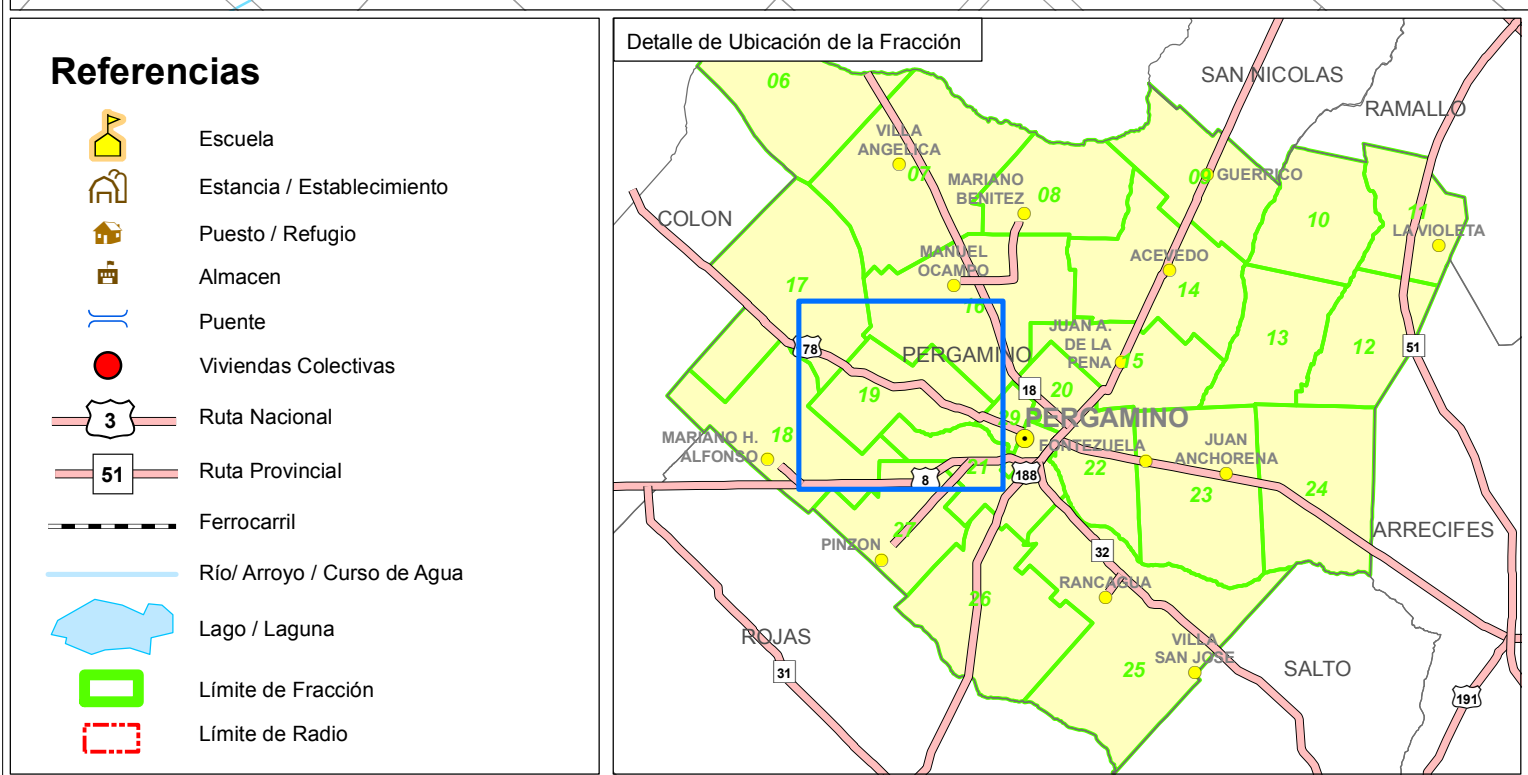 Referencias
Escuela
Estancia / Establecimiento
Puesto / Refugio
Almacen
Puente
Viviendas Colectivas
3
Ruta Nacional
51
Ruta Provincial
Ferrocarril
Río/ Arroyo / Curso de Agua
Lago / Laguna
Límite de Fracción
Límite de Radio
Detalle de Ubicación de la Fracción
06
SAN NICOLAS
RAMALLO
VILLA
ANGELICA
07
MARIANO
BENITEZ
08
09
GUERRICO
10
11
LA VIOLETA
COLON
MANUEL
OCAMPO
ACEVEDO
14
17
16
13
12
JUAN A.
DE LA
PENA
15
78
PERGAMINO
51
19
18
20
29
PERGAMINO
MARIANO H.
ALFONSO
18
FONTEZUELA
JUAN
ANCHORENA
21
22
8
188
23
24
ARRECIFES
27
PINZON
32
RANCAGUA
26
ROJAS
VILLA
SAN JOSE
25
SALTO
31
191